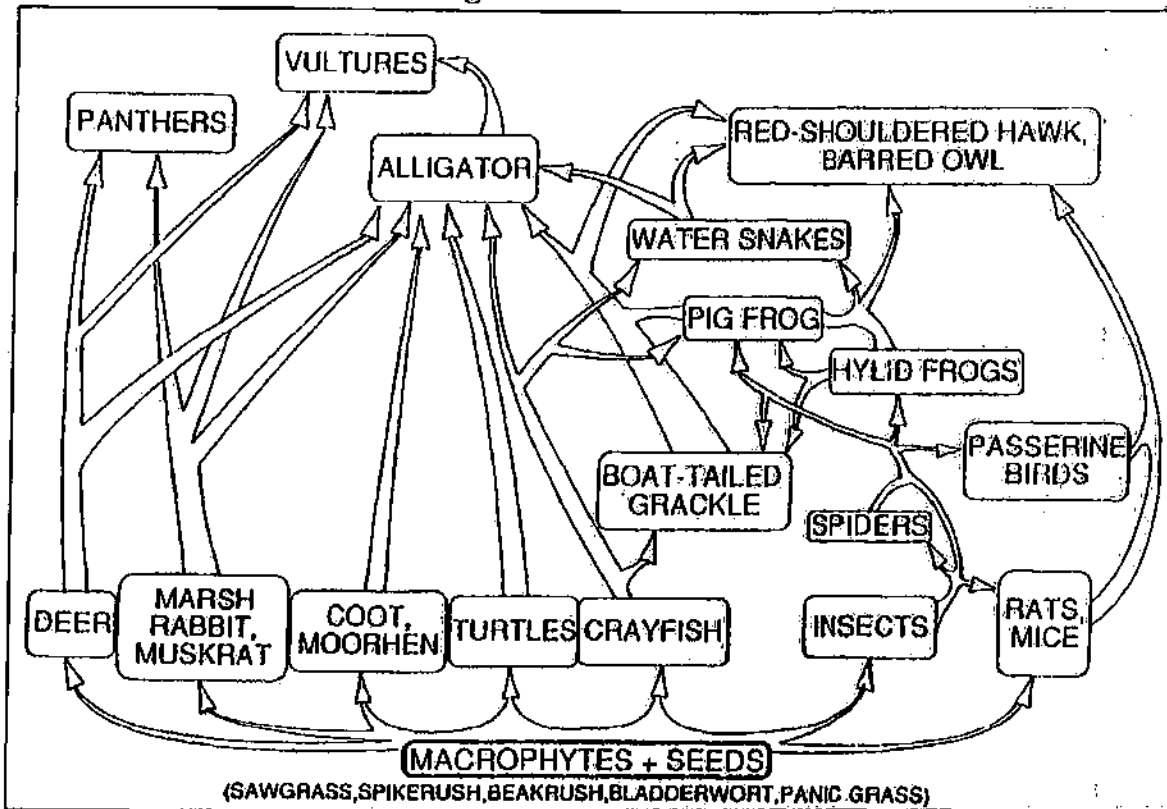 VULTURES
PANTHERS
ALLIGATOR
RED-SHOULDERED HAWK,
BARRED OWL
WATER SNAKES
PIG FROG
HYLID FROGS
PASSERINE
BIRDS
BOAT-TAILED
GRACKLE
SPIDERS
DEER
MARSH
RABBIT,
MUSKRAT
COOT,
MOORHEN
TURTLES
CRAYFISH
INSECTS
RATS,
MICE
MACROPHYTES + SEEDS
(SAWGRASS,SPIKERUSH,BEAKRUSH,BLADDERWORT,PANIC GRASS)